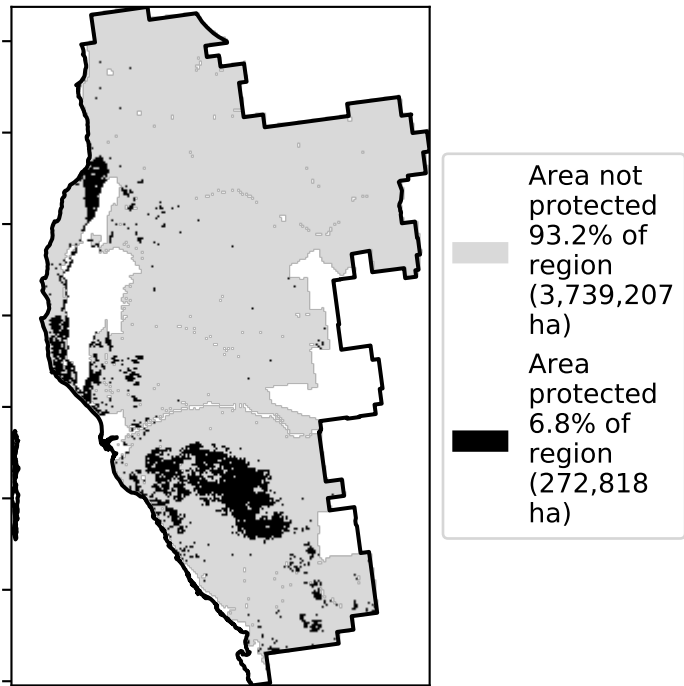 Area not
protected
93.2% of
region
(3,739,207
ha)
Area
protected
6.8% of
region
(272,818
ha)